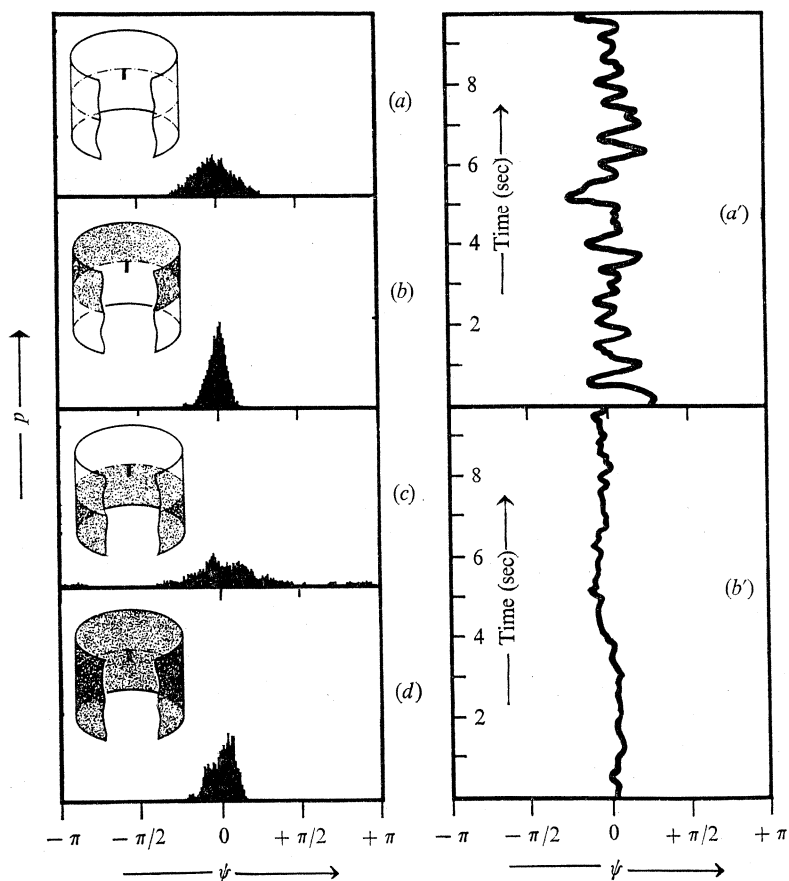 (a)
(b)
(c)
(d)
p
− π
− π/2
0
+ π/2
+ π
ψ
8
6
4
2
Time (sec)
(a′)
8
6
4
2
Time (sec)
(b′)
− π
− π/2
0
+ π/2
+ π
ψ